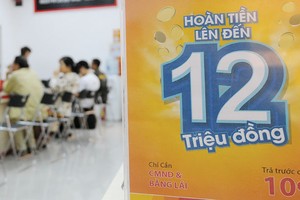 HOÀN TIỀN
LÊN ĐẾN
12
Triệu đồng
Chỉ Cần
CMND &
BẰNG LÁI
Trả trước
10%